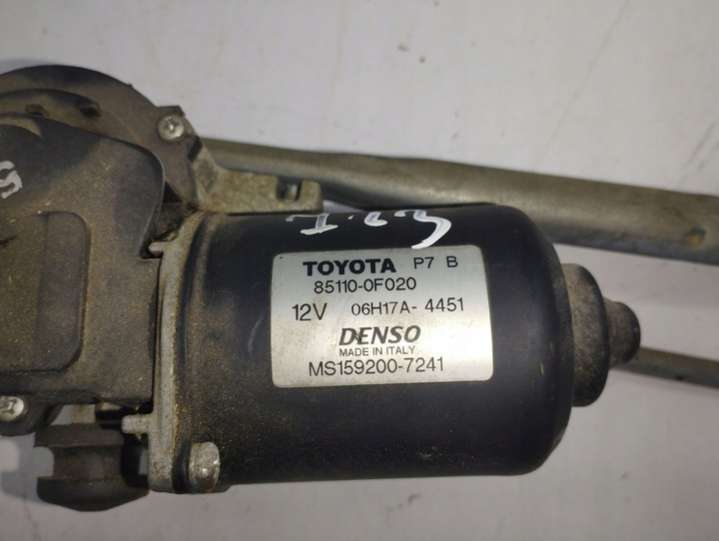 TOYOTA P7 B
85110-0F020
12V 06H17A-4451
DENSO
MADE IN ITALY
MS159200-7241